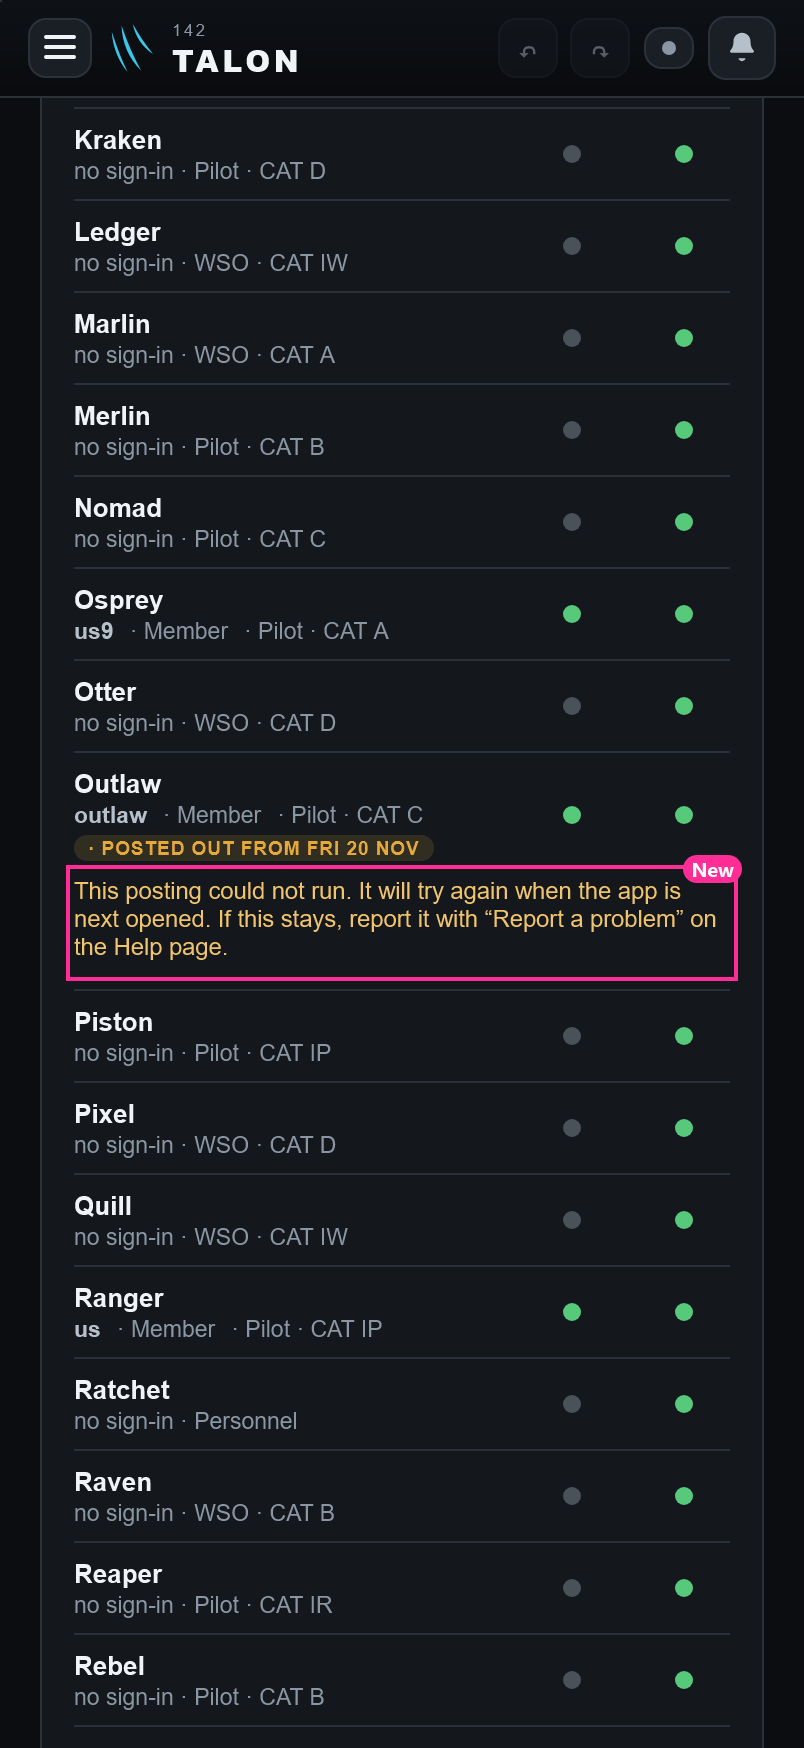 142
TALON
Kraken
no sign-in · Pilot · CAT D
Ledger
no sign-in · WSO · CAT IW
Marlin
no sign-in · WSO · CAT A
Merlin
no sign-in · Pilot · CAT B
Nomad
no sign-in · Pilot · CAT C
Osprey
us9 · Member · Pilot · CAT A
Otter
no sign-in · WSO · CAT D
Outlaw
outlaw · Member · Pilot · CAT C
· POSTED OUT FROM FRI 20 NOV
New
This posting could not run. It will try again when the app is
next opened. If this stays, report it with “Report a problem” on
the Help page.
Piston
no sign-in · Pilot · CAT IP
Pixel
no sign-in · WSO · CAT D
Quill
no sign-in · WSO · CAT IW
Ranger
us · Member · Pilot · CAT IP
Ratchet
no sign-in · Personnel
Raven
no sign-in · WSO · CAT B
Reaper
no sign-in · Pilot · CAT IR
Rebel
no sign-in · Pilot · CAT B